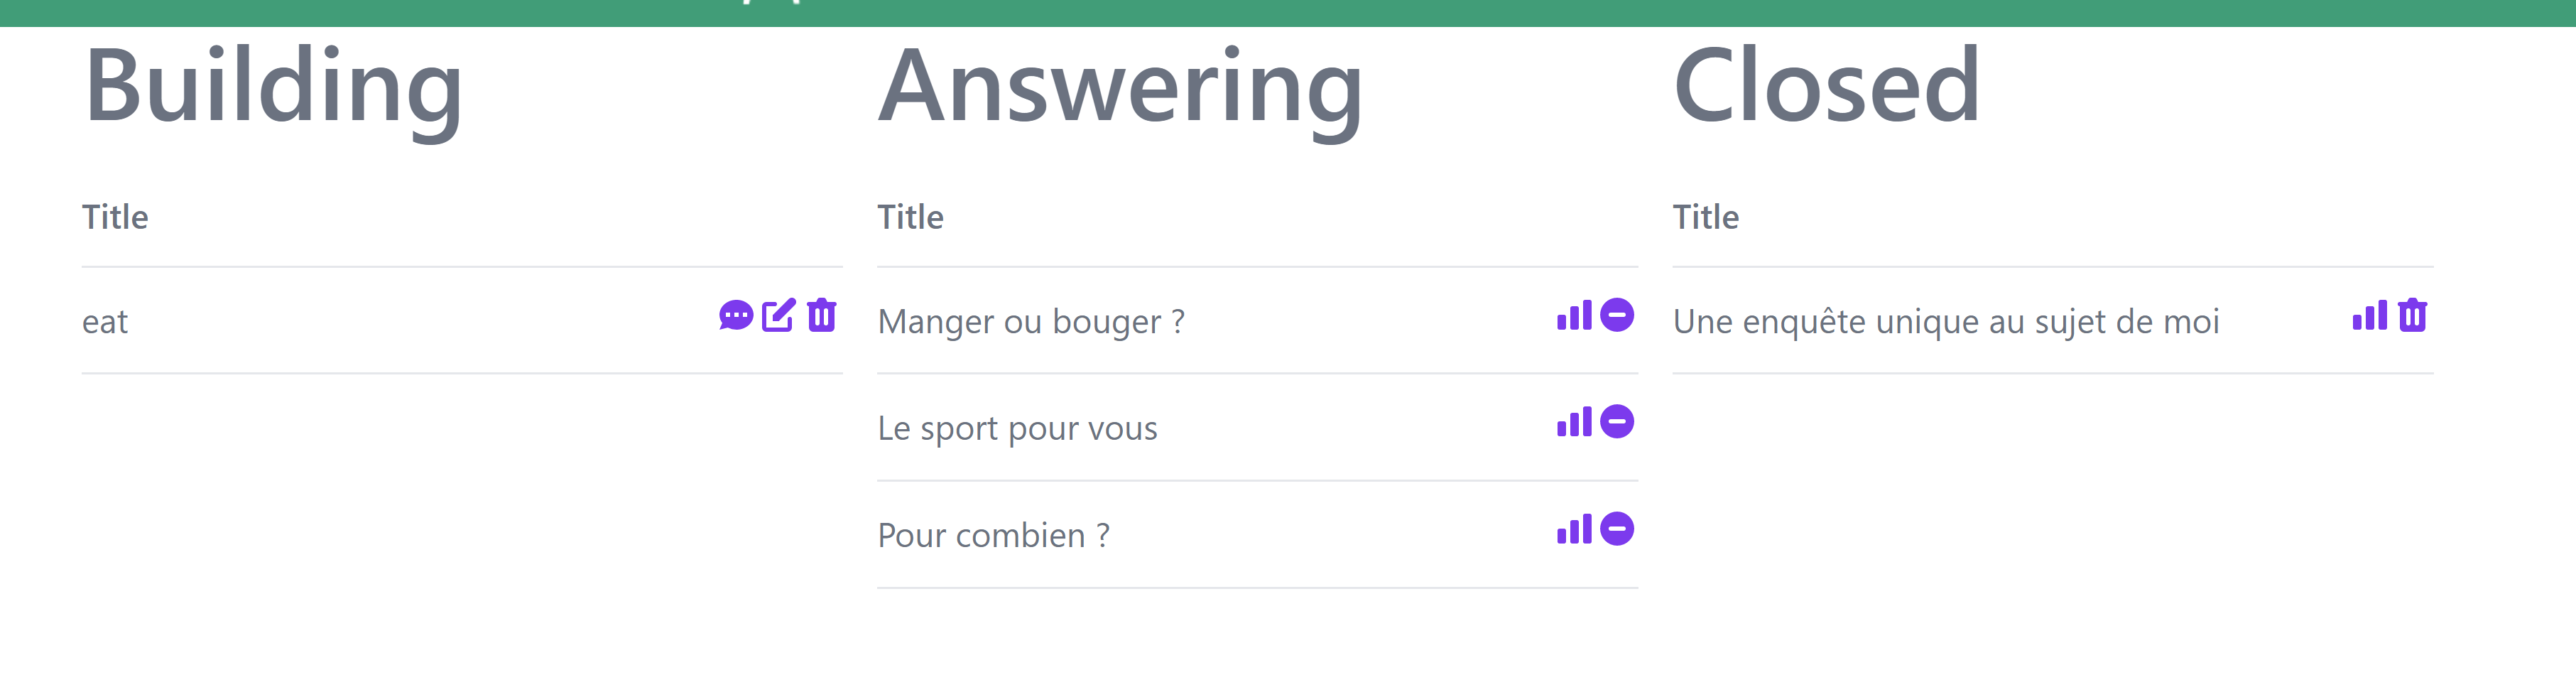 Building
Title
eat
Answering
Title
Manger ou bouger ?
Le sport pour vous
Pour combien ?
Closed
Title
Une enquête unique au sujet de moi